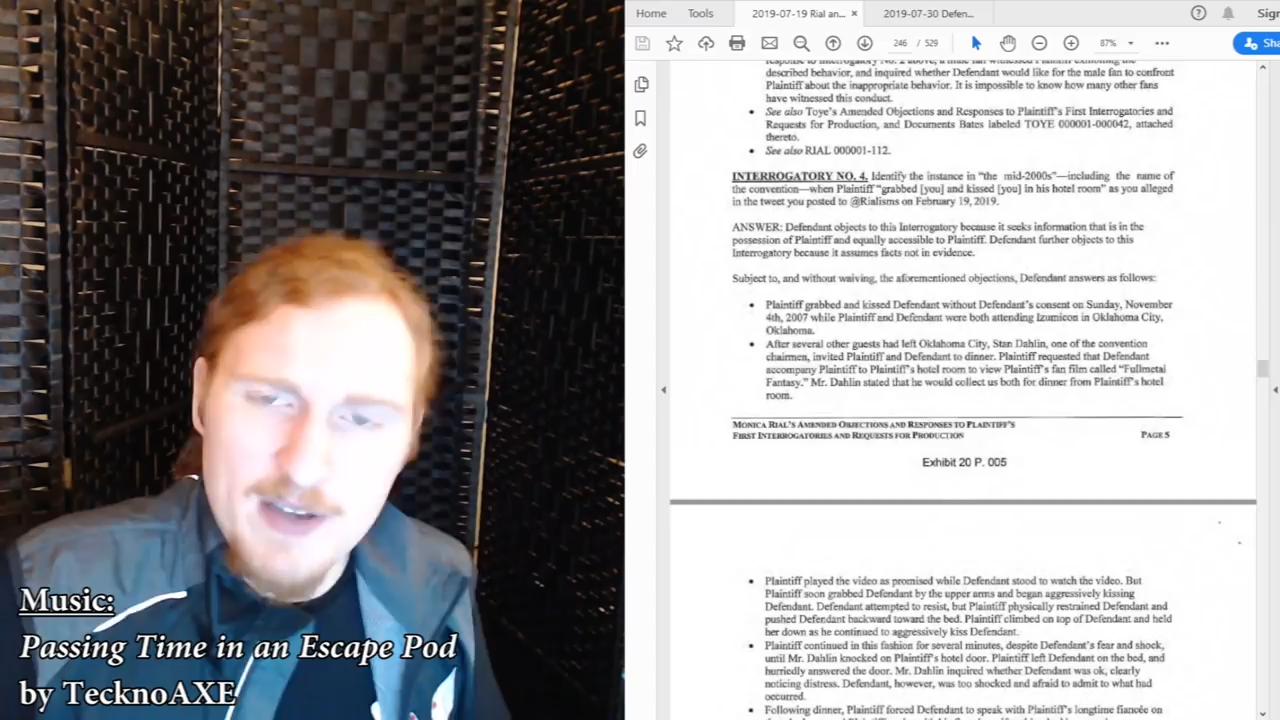 Home Tools 2019-07-19 Rial an... × 2019-07-30 Defen...
246 / 529 87%
described behavior, and inquired whether Defendant would like for the male fan to confront
Plaintiff about the inappropriate behavior. It is impossible to know how many other fans
have witnessed this conduct.
• See also Toye's Amended Objections and Responses to Plaintiff's First Interrogatories and
Requests for Production, and Documents Bates labeled TOYE 000001-000042, attached
thereto.
• See also RIAL 000001-112.
INTERROGATORY NO. 4. Identify the instance in "the mid-2000s"—including the name of
the convention—when Plaintiff "grabbed [you] and kissed [you] in his hotel room" as you alleged
in the tweet you posted to @Rialisms on February 19, 2019.
ANSWER: Defendant objects to this Interrogatory because it seeks information that is in the
possession of Plaintiff and equally accessible to Plaintiff. Defendant further objects to this
Interrogatory because it assumes facts not in evidence.
Subject to, and without waiving, the aforementioned objections, Defendant answers as follows:
• Plaintiff grabbed and kissed Defendant without Defendant's consent on Sunday, November
4th, 2007 while Plaintiff and Defendant were both attending Izumicon in Oklahoma City,
Oklahoma.
• After several other guests had left Oklahoma City, Stan Dahlin, one of the convention
chairmen, invited Plaintiff and Defendant to dinner. Plaintiff requested that Defendant
accompany Plaintiff to Plaintiff's hotel room to view Plaintiff's fan film called "Fullmetal
Fantasy." Mr. Dahlin stated that he would collect us both for dinner from Plaintiff's hotel
room.
MONICA RIAL'S AMENDED OBJECTIONS AND RESPONSES TO PLAINTIFF'S
FIRST INTERROGATORIES AND REQUESTS FOR PRODUCTION PAGE 5
Exhibit 20 P. 005
• Plaintiff played the video as promised while Defendant stood to watch the video. But
Plaintiff soon grabbed Defendant by the upper arms and began aggressively kissing
Defendant. Defendant attempted to resist, but Plaintiff physically restrained Defendant and
pushed Defendant backward toward the bed. Plaintiff climbed on top of Defendant and held
her down as he continued to aggressively kiss Defendant.
• Plaintiff continued in this fashion for several minutes, despite Defendant's fear and shock,
until Mr. Dahlin knocked on Plaintiff's hotel door. Plaintiff left Defendant on the bed, and
hurriedly answered the door. Mr. Dahlin inquired whether Defendant was ok, clearly
noticing distress. Defendant, however, was too shocked and afraid to admit to what had
occurred.
• Following dinner, Plaintiff forced Defendant to speak with Plaintiff's longtime fiancée on
Music:
Passing Time in an Escape Pod
by TecknoAXE